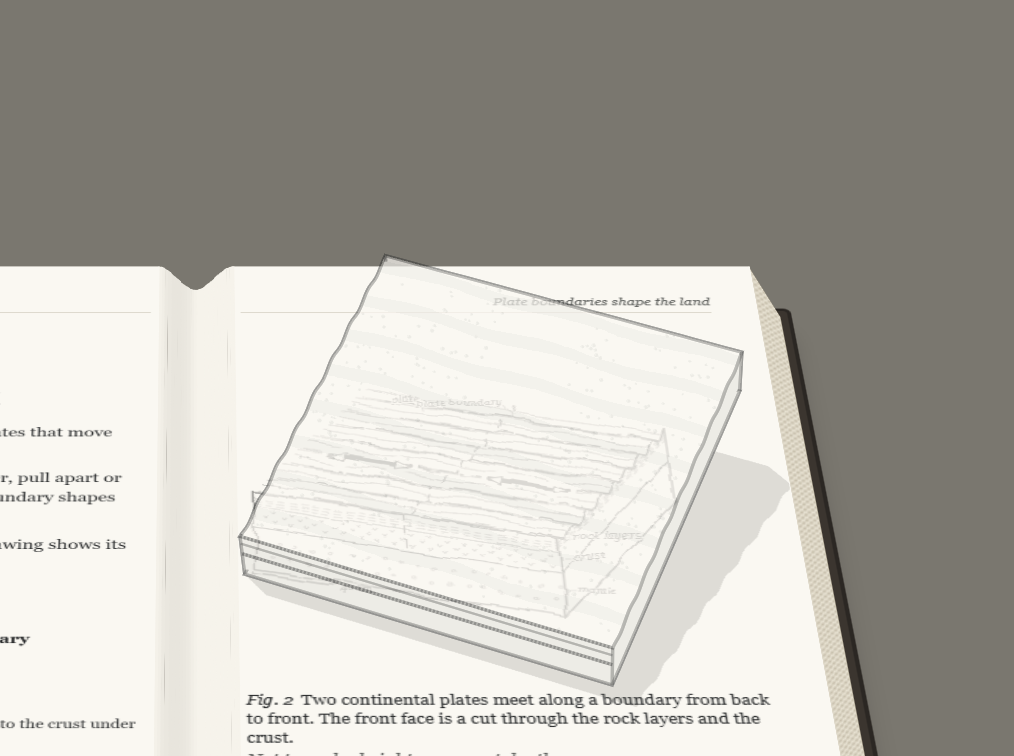 tes that move
r, pull apart or
undary shapes
wing shows its
ary
to the crust under
Plate boundaries shape the land
plate boundary
rock layers
crust
Fig. 2 Two continental plates meet along a boundary from back
to front. The front face is a cut through the rock layers and the
crust.